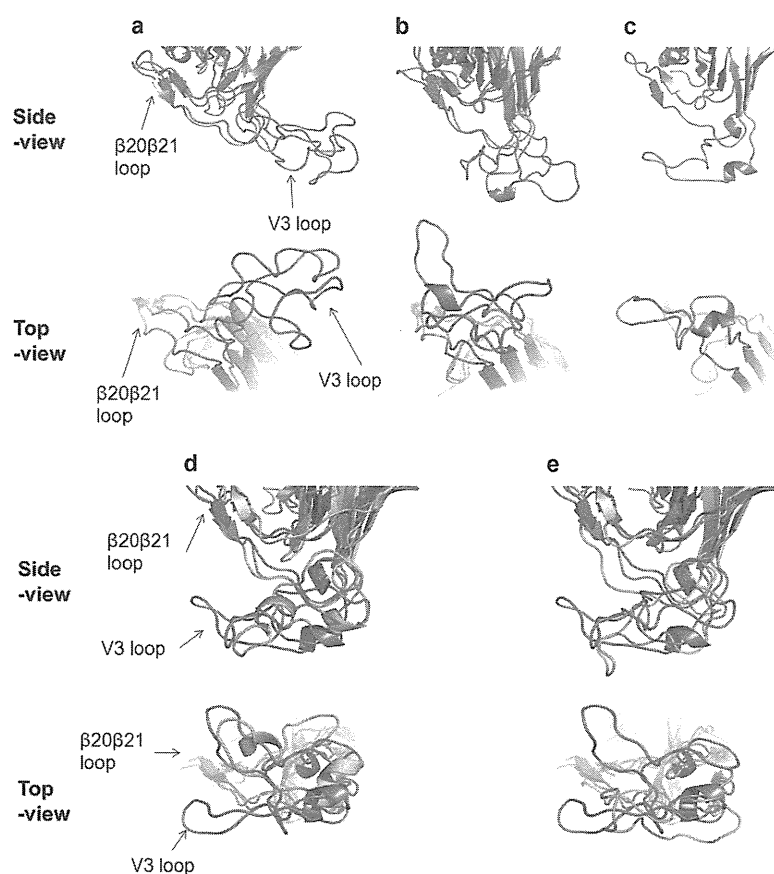 a
b
c
Side
-view
β20β21
loop
V3 loop
Top
-view
β20β21
loop
V3 loop
d
e
Side
-view
β20β21
loop
V3 loop
Top
-view
β20β21
loop
V3 loop